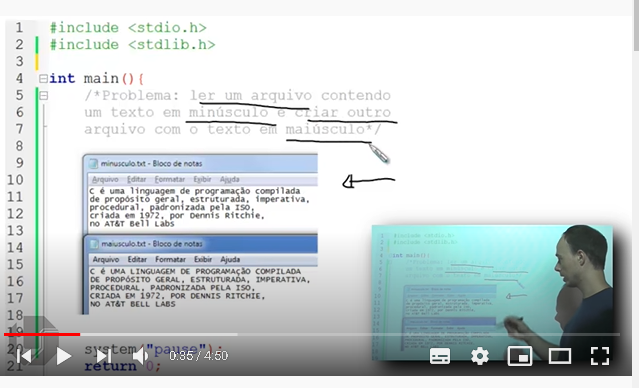 1 #include <stdio.h>
2 #include <stdlib.h>
3
4 int main(){
5 /*Problema: ler um arquivo contendo
6 um texto em minúsculo e criar outro
7 arquivo com o texto em maiúsculo*/
8
9 minusculo.txt - Bloco de notas
10 Arquivo Editar Formatar Exibir Ajuda
11 C é uma linguagem de programação compilada
de propósito geral, estruturada, imperativa,
12 procedural, padronizada pela ISO,
criada em 1972, por Dennis Ritchie,
13 no AT&T Bell Labs
14 maiusculo.txt - Bloco de notas
15 Arquivo Editar Formatar Exibir Ajuda
16 C é UMA LINGUAGEM DE PROGRAMAÇÃO COMPILADA
DE PROPÓSITO GERAL, ESTRUTURADA, IMPERATIVA,
17 PROCEDURAL, PADRONIZADA PELA ISO,
CRIADA EM 1972, POR DENNIS RITCHIE,
18 NO AT&T BELL LABS
19
20 system("pause");
0:35 / 4:50
21 return 0;